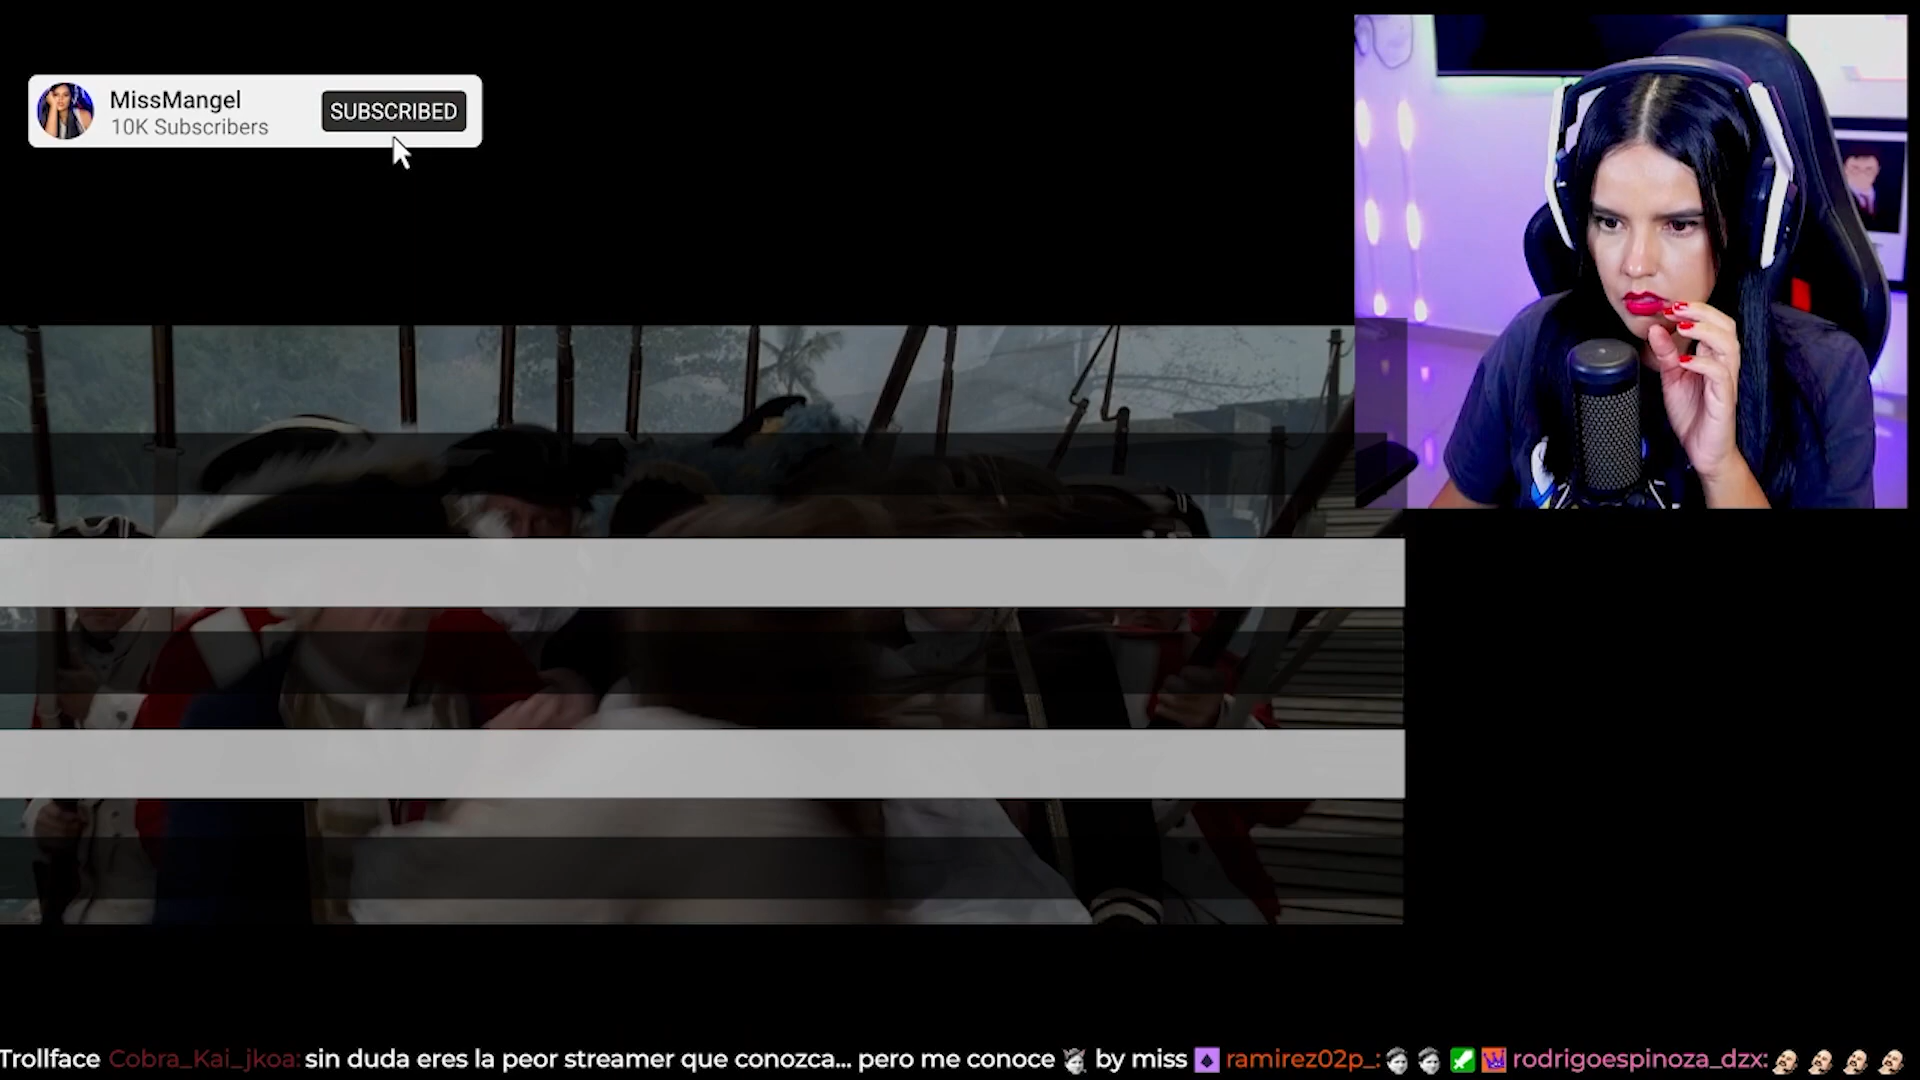 MissMangel
10K Subscribers
SUBSCRIBED
Trollface Cobra_Kai_jkoa: sin duda eres la peor streamer que conozca... pero me conoce by miss ramirez02p_: rodrigoespinoza_dzx: